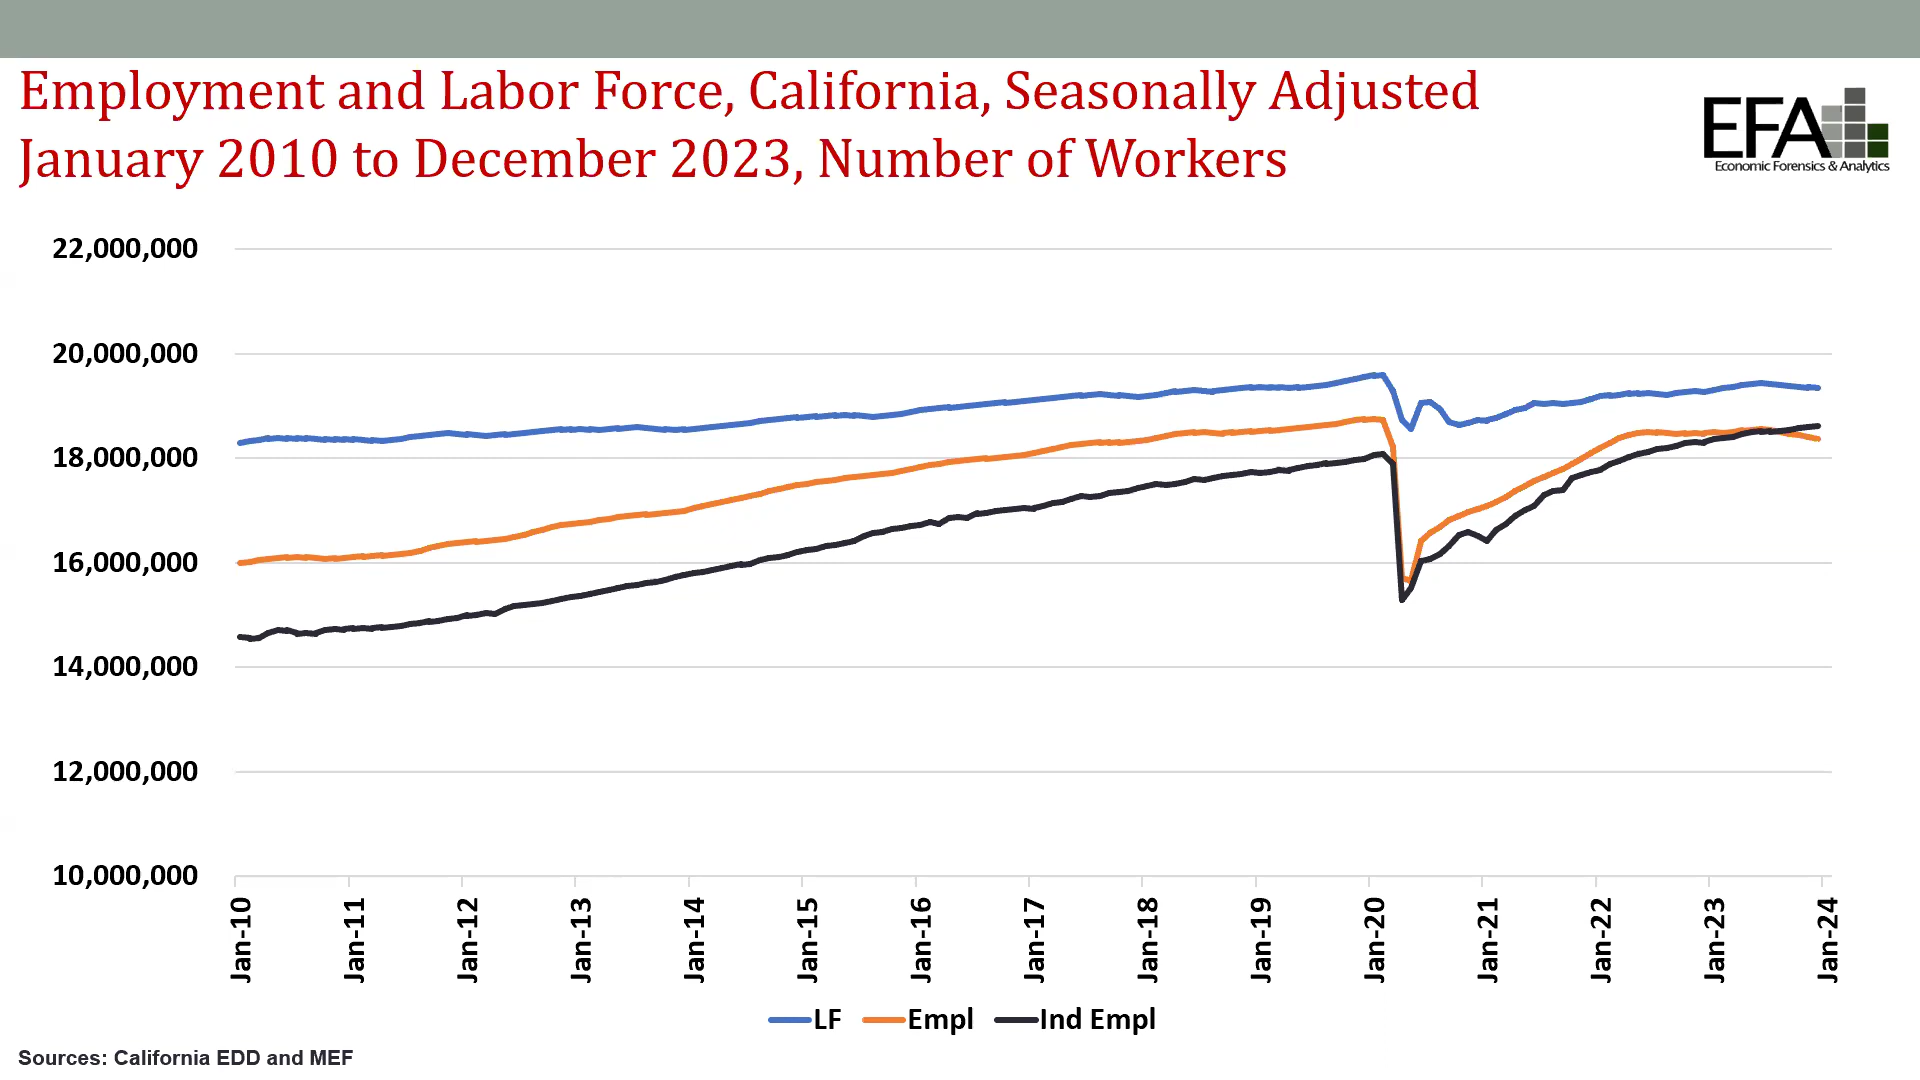 Employment and Labor Force, California, Seasonally Adjusted
January 2010 to December 2023, Number of Workers
EFA
Economic Forensics & Analytics
22,000,000
20,000,000
18,000,000
16,000,000
14,000,000
12,000,000
10,000,000
Jan-10
Jan-11
Jan-12
Jan-13
Jan-14
Jan-15
Jan-16
Jan-17
Jan-18
Jan-19
Jan-20
Jan-21
Jan-22
Jan-23
Jan-24
LF Empl Ind Empl
Sources: California EDD and MEF